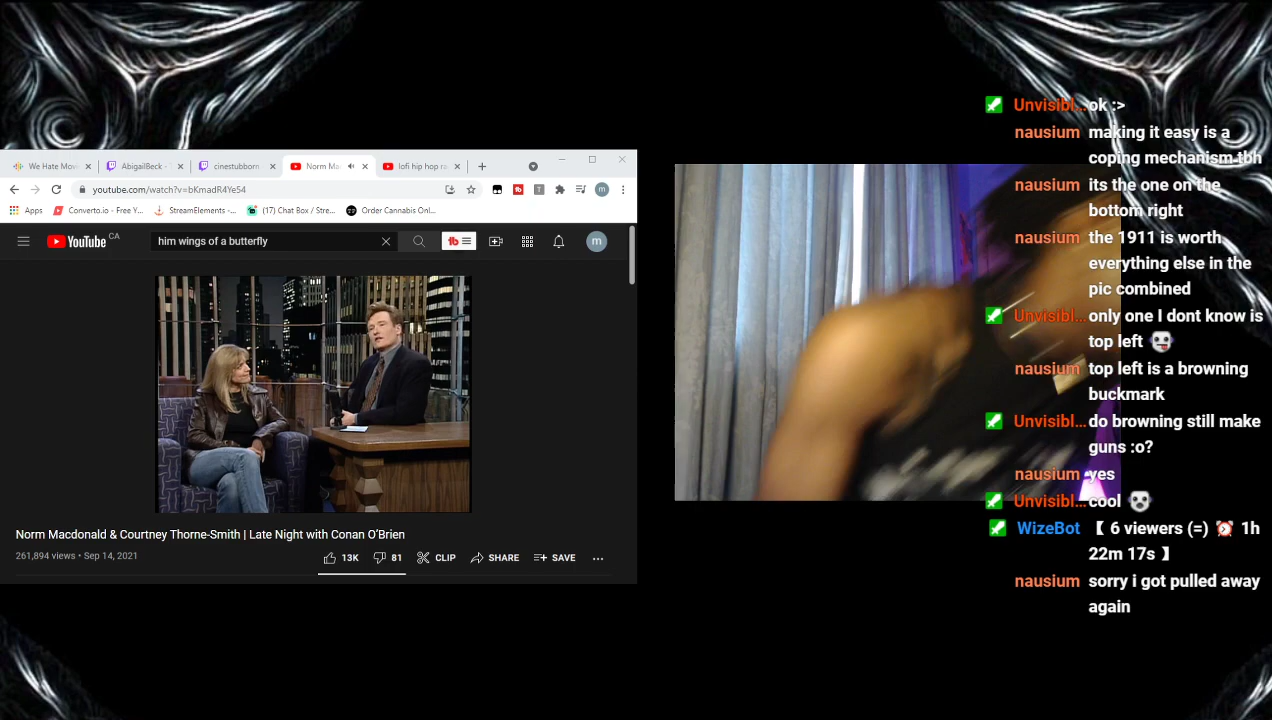 We Hate Movi
AbigailBeck -
cinestubborn
Norm Ma
lofi hip hop ra
youtube.com/watch?v=bKmadR4Ye54
Apps
Converto.io - Free Y...
StreamElements -...
(17) Chat Box / Stre...
Order Cannabis Onl...
YouTube CA
him wings of a butterfly
m
Norm Macdonald & Courtney Thorne-Smith | Late Night with Conan O'Brien
261,894 views • Sep 14, 2021
13K
81
CLIP
SHARE
SAVE
Unvisibl... ok :>
nausium making it easy is a
coping mechanism tbh
nausium its the one on the
bottom right
nausium the 1911 is worth
everything else in the
pic combined
Unvisibl... only one I dont know is
top left
nausium top left is a browning
buckmark
Unvisibl... do browning still make
guns :o?
nausium yes
Unvisibl... cool
WizeBot 【 6 viewers (=) ⏰ 1h
22m 17s 】
nausium sorry i got pulled away
again